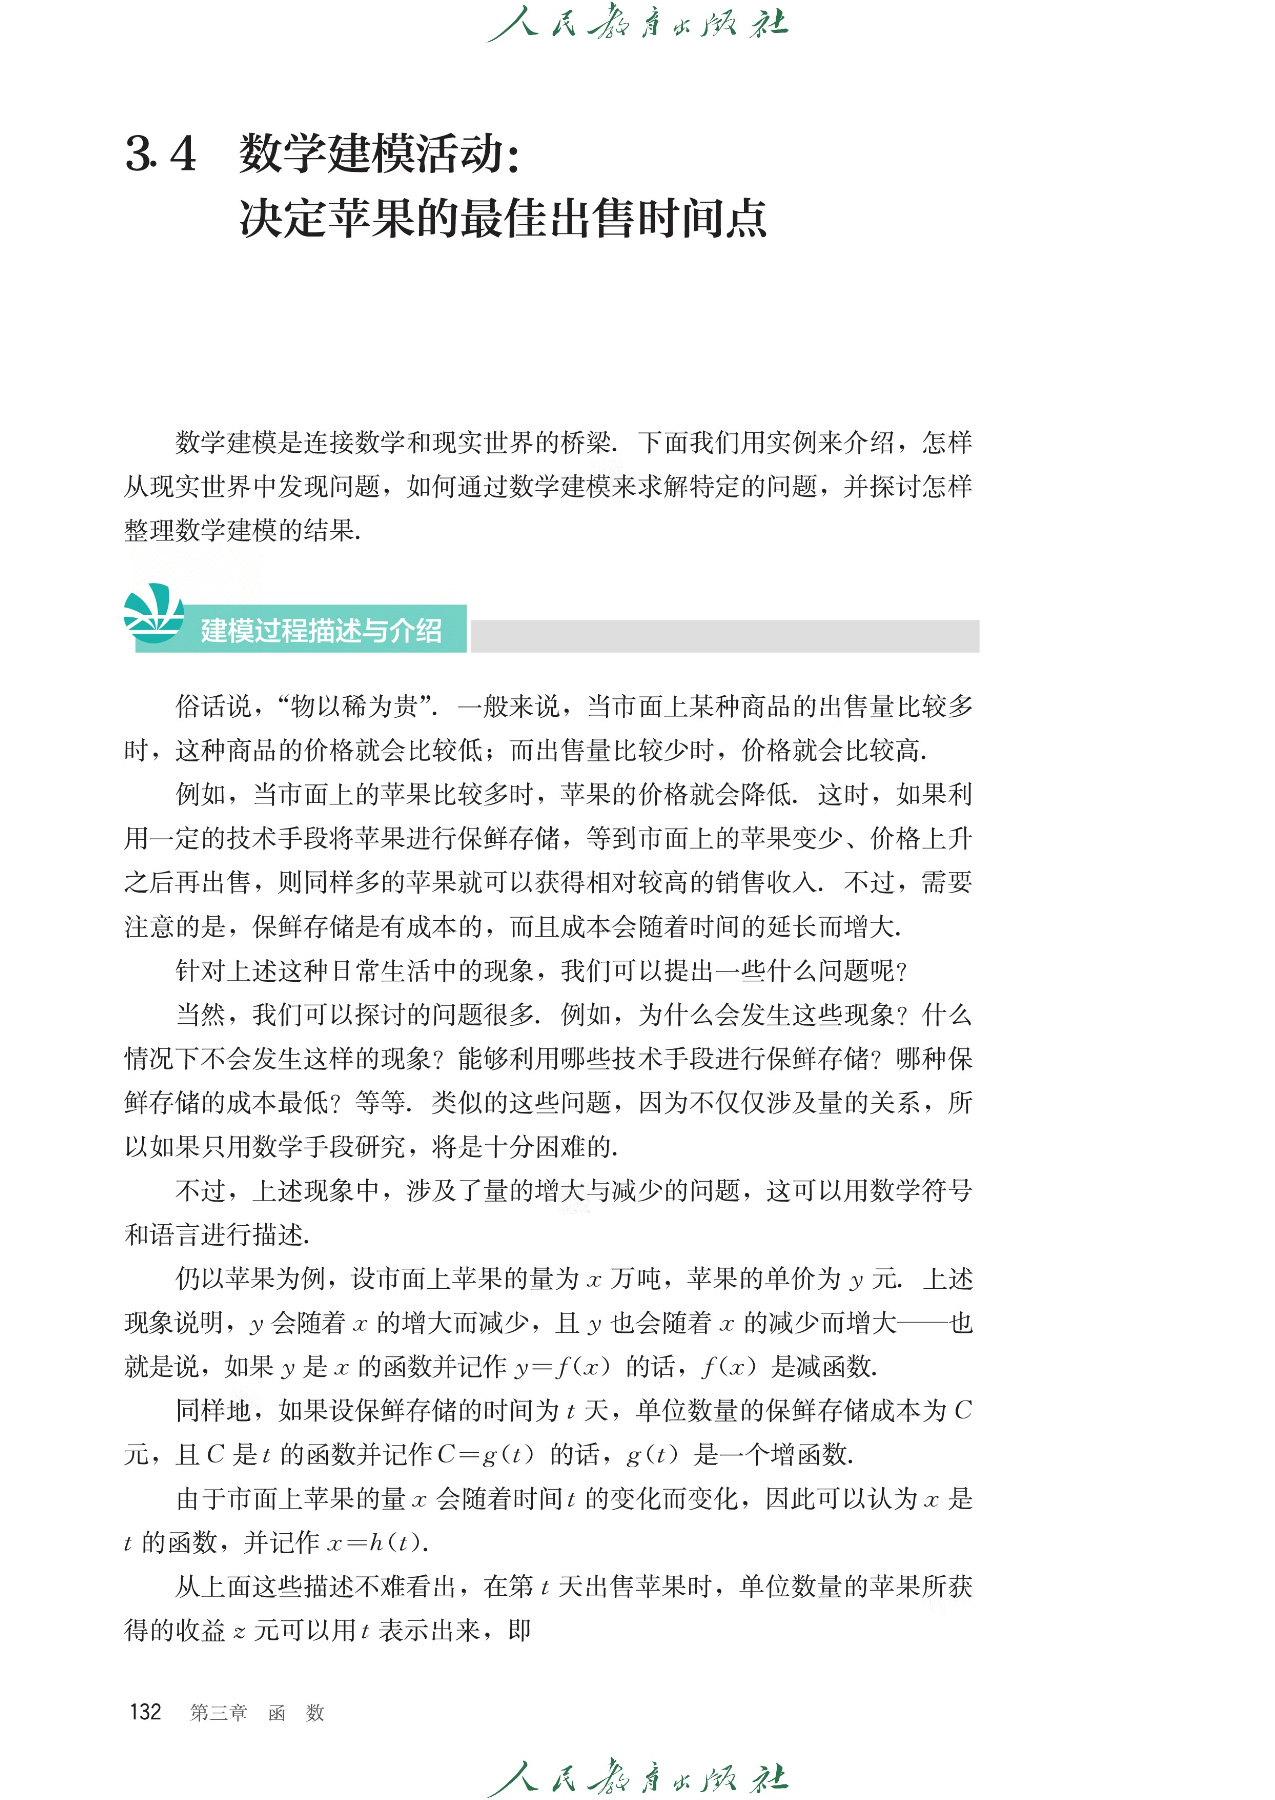 人民教育出版社
3.4 数学建模活动：
决定苹果的最佳出售时间点
数学建模是连接数学和现实世界的桥梁．下面我们用实例来介绍，怎样
从现实世界中发现问题，如何通过数学建模来求解特定的问题，并探讨怎样
整理数学建模的结果．
建模过程描述与介绍
俗话说，“物以稀为贵”．一般来说，当市面上某种商品的出售量比较多
时，这种商品的价格就会比较低；而出售量比较少时，价格就会比较高．
例如，当市面上的苹果比较多时，苹果的价格就会降低．这时，如果利
用一定的技术手段将苹果进行保鲜存储，等到市面上的苹果变少、价格上升
之后再出售，则同样多的苹果就可以获得相对较高的销售收入．不过，需要
注意的是，保鲜存储是有成本的，而且成本会随着时间的延长而增大．
针对上述这种日常生活中的现象，我们可以提出一些什么问题呢？
当然，我们可以探讨的问题很多．例如，为什么会发生这些现象？什么
情况下不会发生这样的现象？能够利用哪些技术手段进行保鲜存储？哪种保
鲜存储的成本最低？等等．类似的这些问题，因为不仅仅涉及量的关系，所
以如果只用数学手段研究，将是十分困难的．
不过，上述现象中，涉及了量的增大与减少的问题，这可以用数学符号
和语言进行描述．
仍以苹果为例，设市面上苹果的量为 x 万吨，苹果的单价为 y 元．上述
现象说明，y 会随着 x 的增大而减少，且 y 也会随着 x 的减少而增大——也
就是说，如果 y 是 x 的函数并记作 y=f(x) 的话，f(x) 是减函数．
同样地，如果设保鲜存储的时间为 t 天，单位数量的保鲜存储成本为 C
元，且 C 是 t 的函数并记作 C=g(t) 的话，g(t) 是一个增函数．
由于市面上苹果的量 x 会随着时间 t 的变化而变化，因此可以认为 x 是
t 的函数，并记作 x=h(t)．
从上面这些描述不难看出，在第 t 天出售苹果时，单位数量的苹果所获
得的收益 z 元可以用 t 表示出来，即
132 第三章 函 数
人民教育出版社